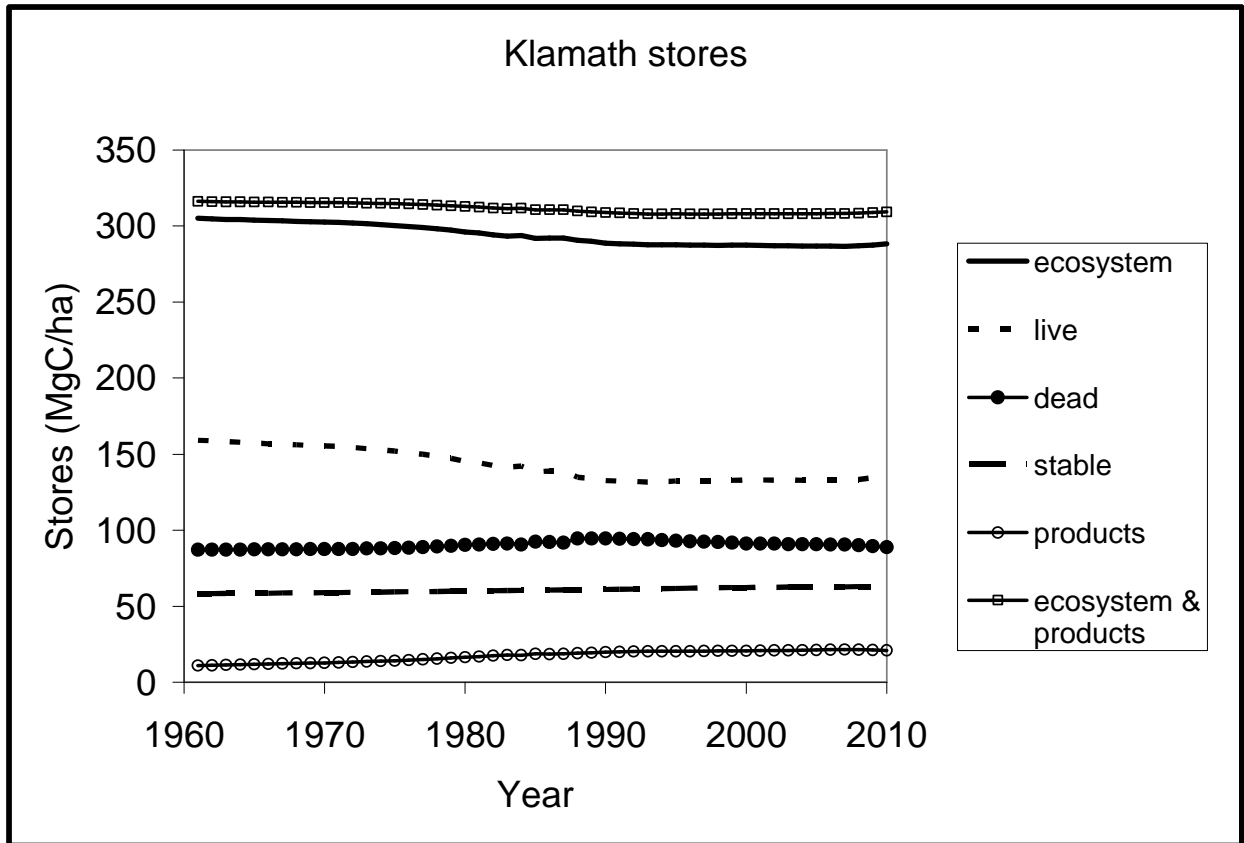 Klamath stores
350
300
250
200
150
100
50
0
Stores (MgC/ha)
1960 1970 1980 1990 2000 2010
Year
ecosystem
live
dead
stable
products
ecosystem &
products